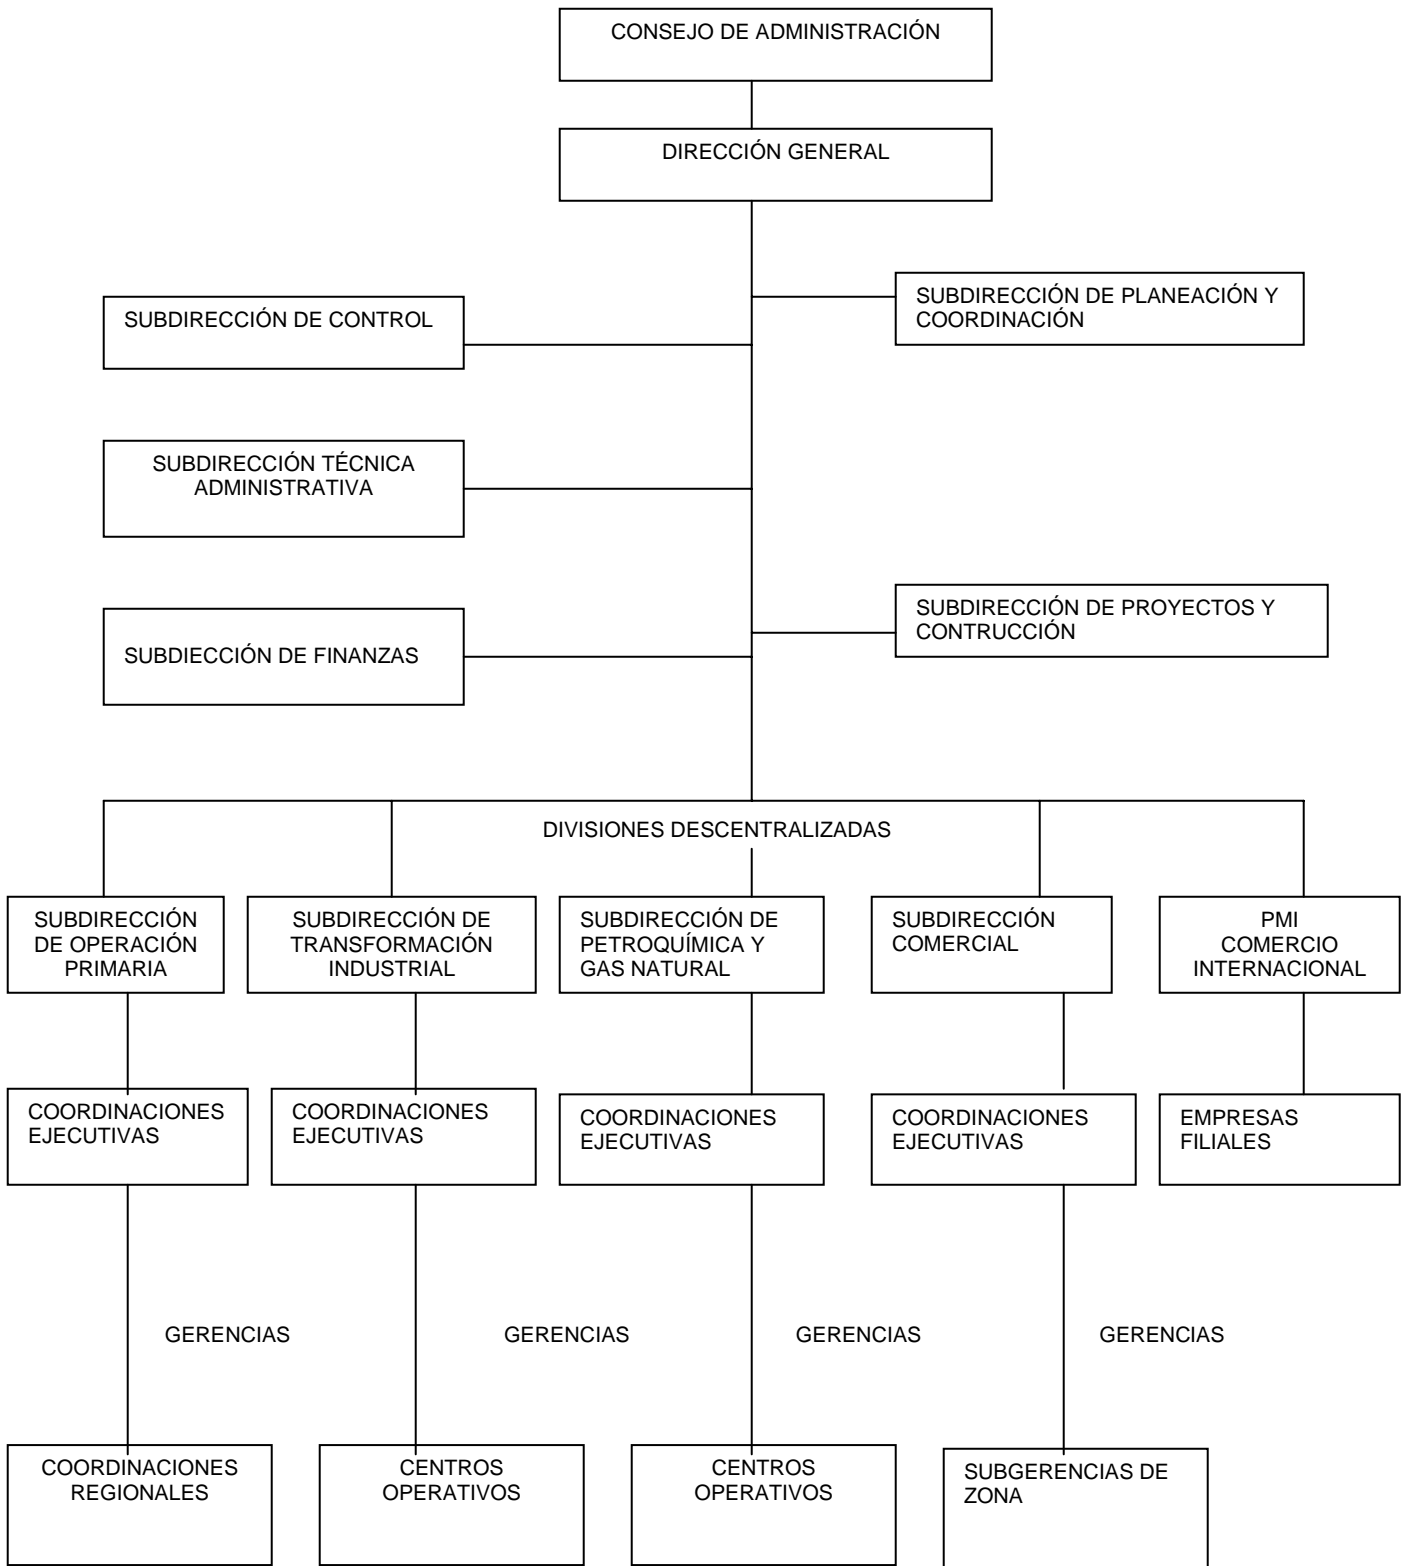 CONSEJO DE ADMINISTRACIÓN
DIRECCIÓN GENERAL
SUBDIRECCIÓN DE PLANEACIÓN Y
COORDINACIÓN
SUBDIRECCIÓN DE CONTROL
SUBDIRECCIÓN TÉCNICA
ADMINISTRATIVA
SUBDIRECCIÓN DE PROYECTOS Y
CONTRUCCIÓN
SUBDIECCIÓN DE FINANZAS
DIVISIONES DESCENTRALIZADAS
SUBDIRECCIÓN
DE OPERACIÓN
PRIMARIA
SUBDIRECCIÓN DE
TRANSFORMACIÓN
INDUSTRIAL
SUBDIRECCIÓN DE
PETROQUÍMICA Y
GAS NATURAL
SUBDIRECCIÓN
COMERCIAL
PMI
COMERCIO
INTERNACIONAL
COORDINACIONES
EJECUTIVAS
COORDINACIONES
EJECUTIVAS
COORDINACIONES
EJECUTIVAS
COORDINACIONES
EJECUTIVAS
EMPRESAS
FILIALES
GERENCIAS
GERENCIAS
GERENCIAS
GERENCIAS
COORDINACIONES
REGIONALES
CENTROS
OPERATIVOS
CENTROS
OPERATIVOS
SUBGERENCIAS DE
ZONA